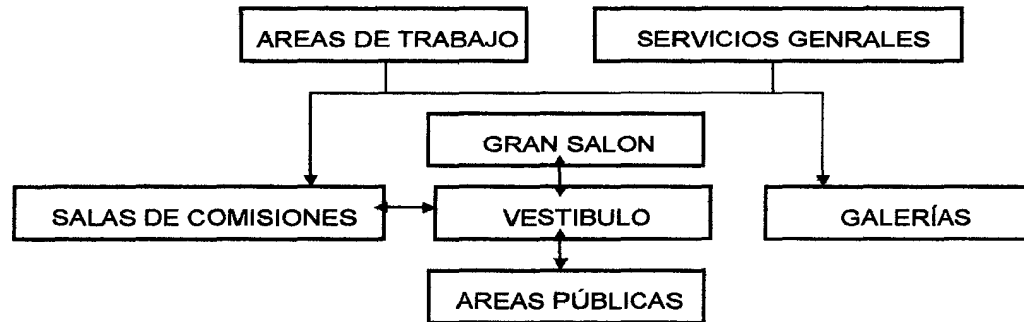 AREAS DE TRABAJO
SERVICIOS GENRALES
GRAN SALON
SALAS DE COMISIONES
VESTIBULO
GALERÍAS
AREAS PÚBLICAS